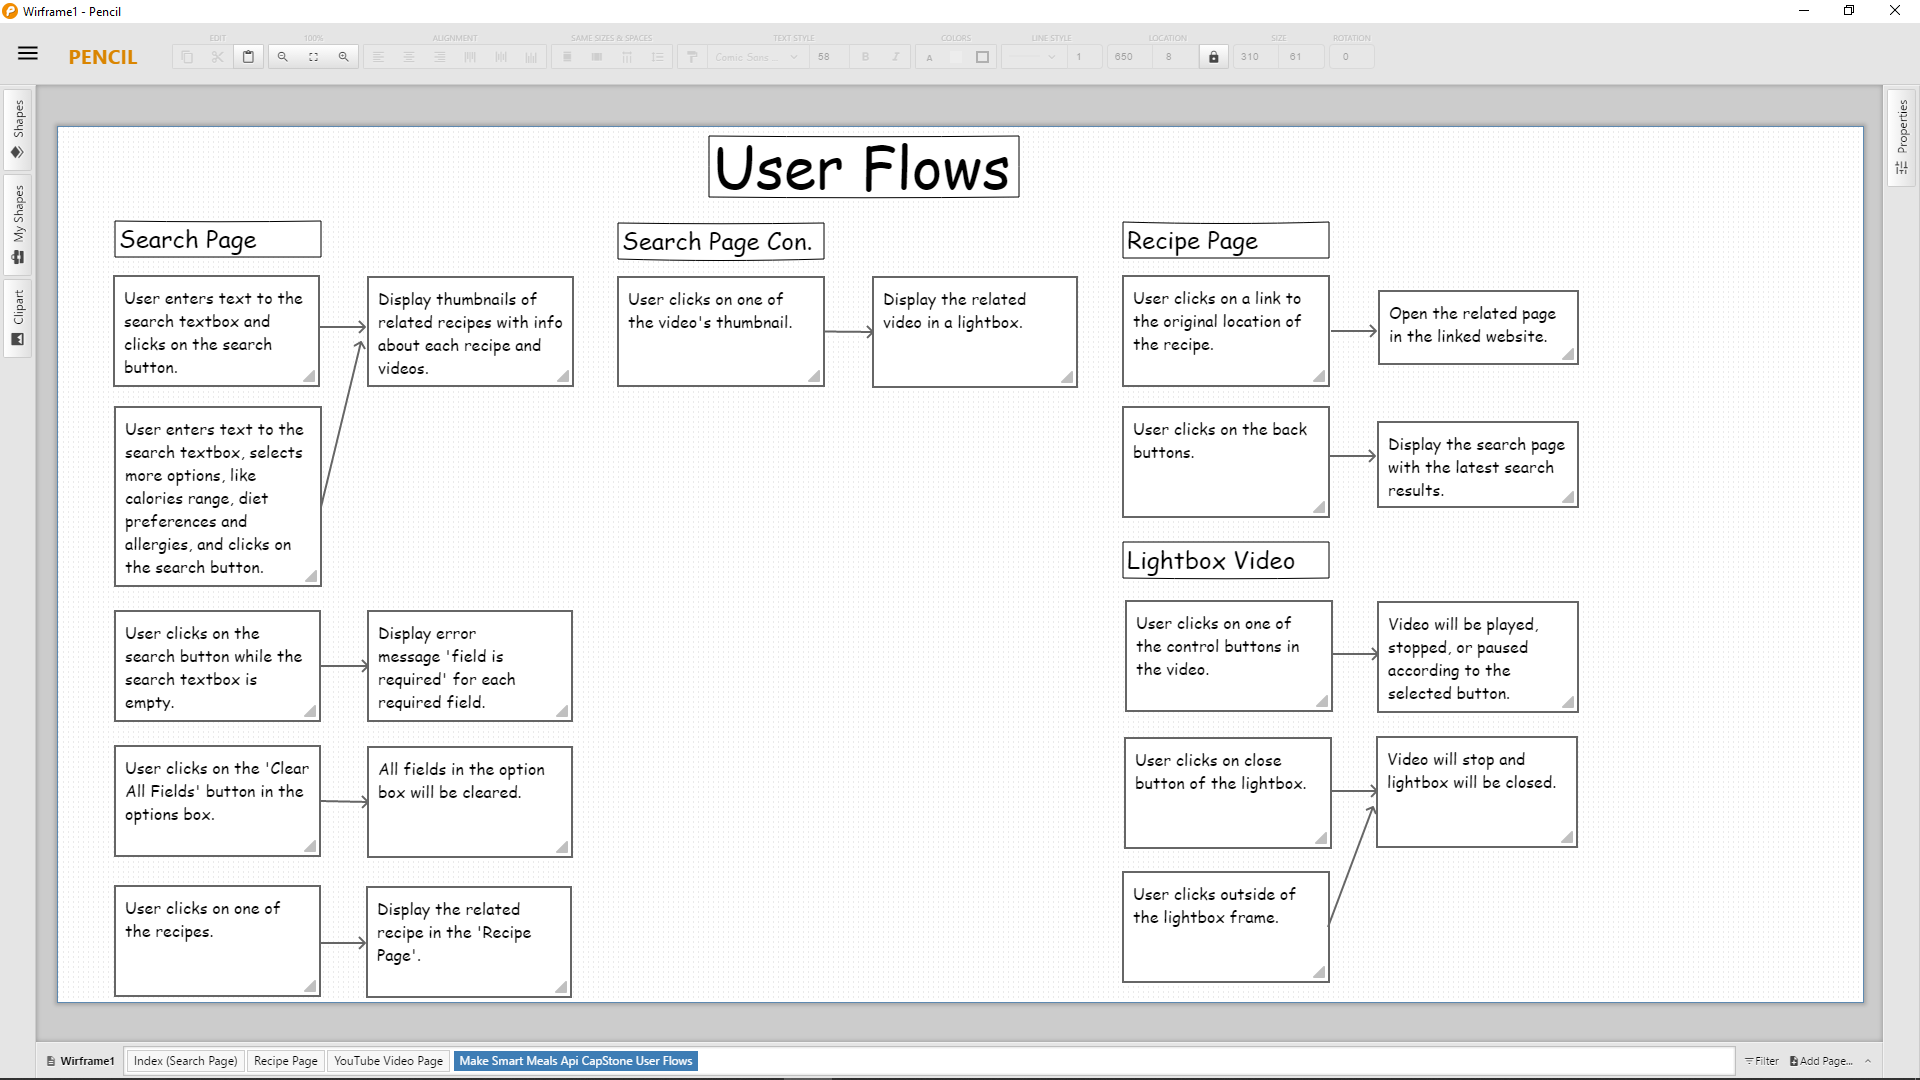 Wirframe1 - Pencil
PENCIL
EDIT
100%
ALIGNMENT
SAME SIZES & SPACES
TEXT STYLE
COLORS
LINE STYLE
LOCATION
SIZE
ROTATION
Comic Sans ...
58
B
I
A
1
650
8
310
61
0
Shapes
My Shapes
Clipart
Properties
User Flows
Search Page
User enters text to the
search textbox and
clicks on the search
button.
Display thumbnails of
related recipes with info
about each recipe and
videos.
User enters text to the
search textbox, selects
more options, like
calories range, diet
preferences and
allergies, and clicks on
the search button.
User clicks on the
search button while the
search textbox is
empty.
Display error
message 'field is
required' for each
required field.
User clicks on the 'Clear
All Fields' button in the
options box.
All fields in the option
box will be cleared.
User clicks on one of
the recipes.
Display the related
recipe in the 'Recipe
Page'.
Search Page Con.
User clicks on one of
the video's thumbnail.
Display the related
video in a lightbox.
Recipe Page
User clicks on a link to
the original location of
the recipe.
Open the related page
in the linked website.
User clicks on the back
buttons.
Display the search page
with the latest search
results.
Lightbox Video
User clicks on one of
the control buttons in
the video.
Video will be played,
stopped, or paused
according to the
selected button.
User clicks on close
button of the lightbox.
Video will stop and
lightbox will be closed.
User clicks outside of
the lightbox frame.
Wirframe1
Index (Search Page)
Recipe Page
YouTube Video Page
Make Smart Meals Api CapStone User Flows
Filter
Add Page...